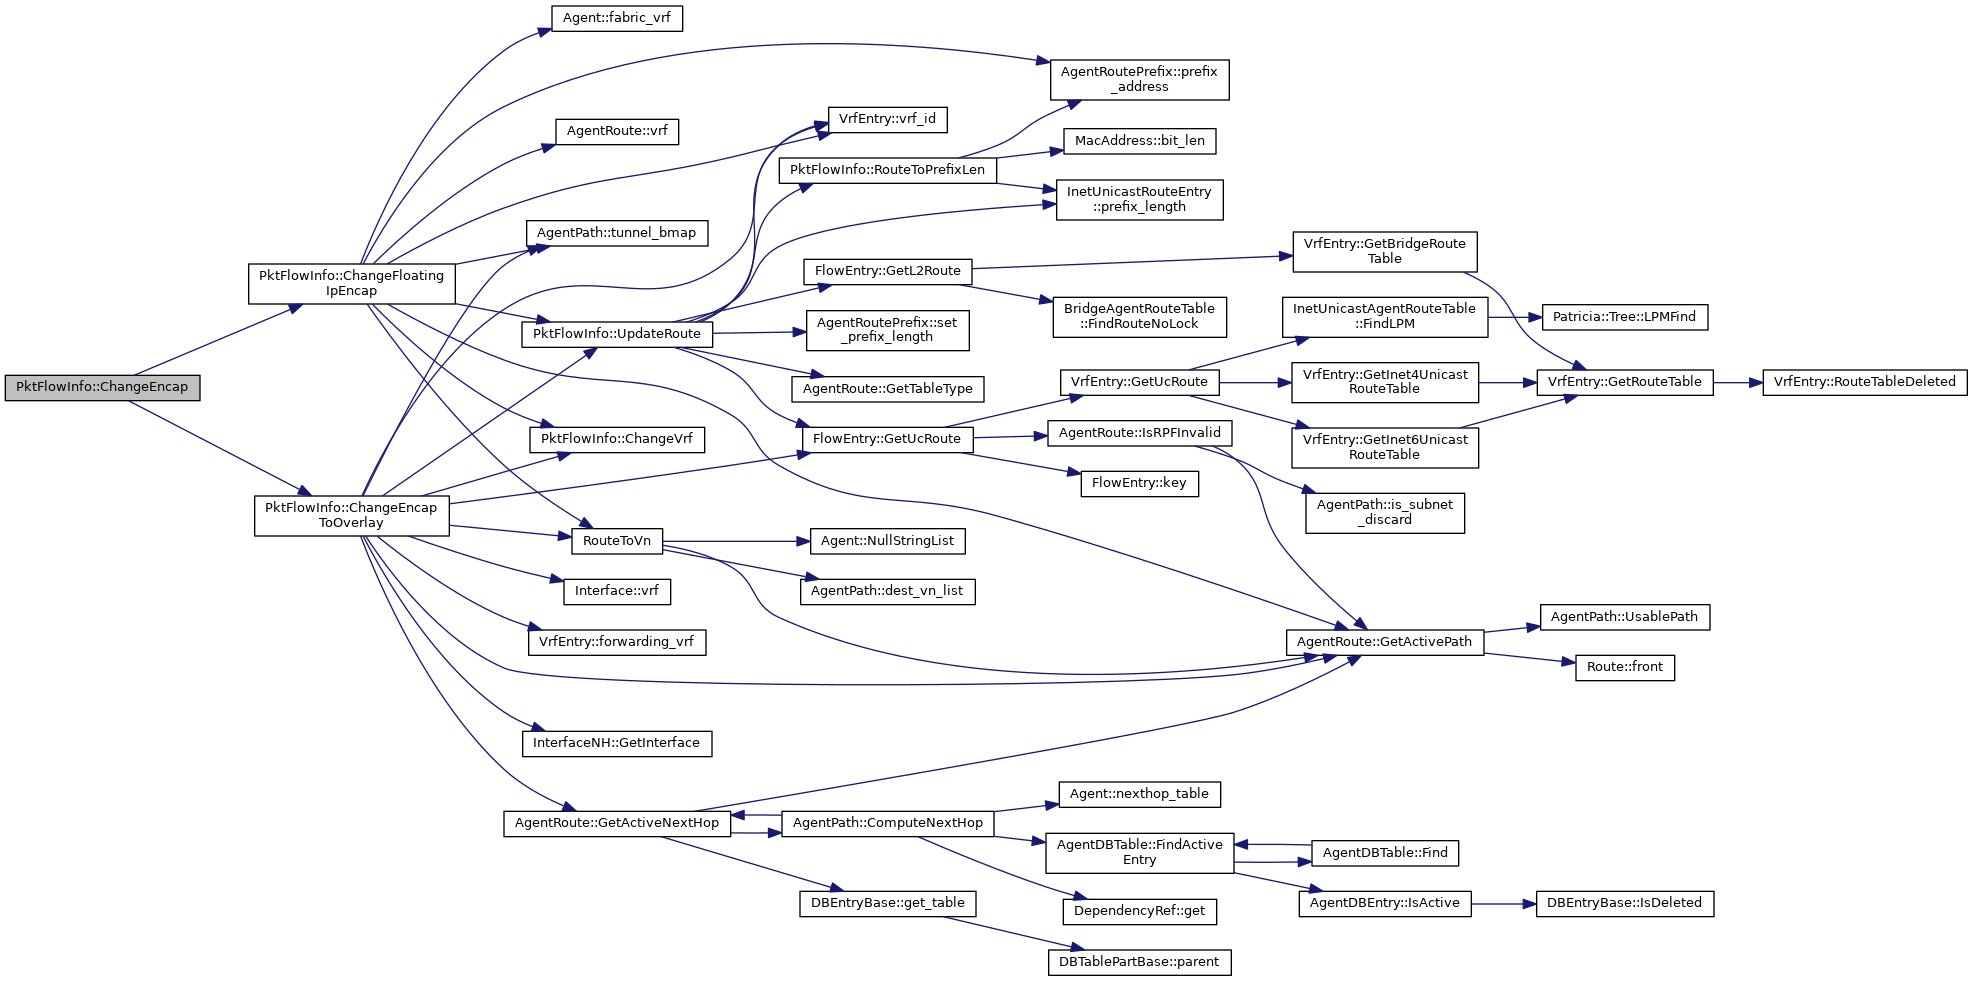 PktFlowInfo::ChangeEncap
PktFlowInfo::ChangeFloating
IpEncap
PktFlowInfo::ChangeEncap
ToOverlay
Agent::fabric_vrf
AgentRoute::vrf
AgentPath::tunnel_bmap
PktFlowInfo::UpdateRoute
PktFlowInfo::ChangeVrf
RouteToVn
Interface::vrf
VrfEntry::forwarding_vrf
InterfaceNH::GetInterface
AgentRoute::GetActiveNextHop
VrfEntry::vrf_id
PktFlowInfo::RouteToPrefixLen
FlowEntry::GetL2Route
AgentRoutePrefix::set
_prefix_length
AgentRoute::GetTableType
FlowEntry::GetUcRoute
Agent::NullStringList
AgentPath::dest_vn_list
AgentPath::ComputeNextHop
DBEntryBase::get_table
AgentRoutePrefix::prefix
_address
MacAddress::bit_len
InetUnicastRouteEntry
::prefix_length
BridgeAgentRouteTable
::FindRouteNoLock
VrfEntry::GetUcRoute
AgentRoute::IsRPFInvalid
FlowEntry::key
Agent::nexthop_table
AgentDBTable::FindActive
Entry
DependencyRef::get
DBTablePartBase::parent
VrfEntry::GetBridgeRoute
Table
InetUnicastAgentRouteTable
::FindLPM
VrfEntry::GetInet4Unicast
RouteTable
VrfEntry::GetInet6Unicast
RouteTable
AgentPath::is_subnet
_discard
AgentRoute::GetActivePath
AgentDBTable::Find
AgentDBEntry::IsActive
Patricia::Tree::LPMFind
VrfEntry::GetRouteTable
AgentPath::UsablePath
Route::front
DBEntryBase::IsDeleted
VrfEntry::RouteTableDeleted